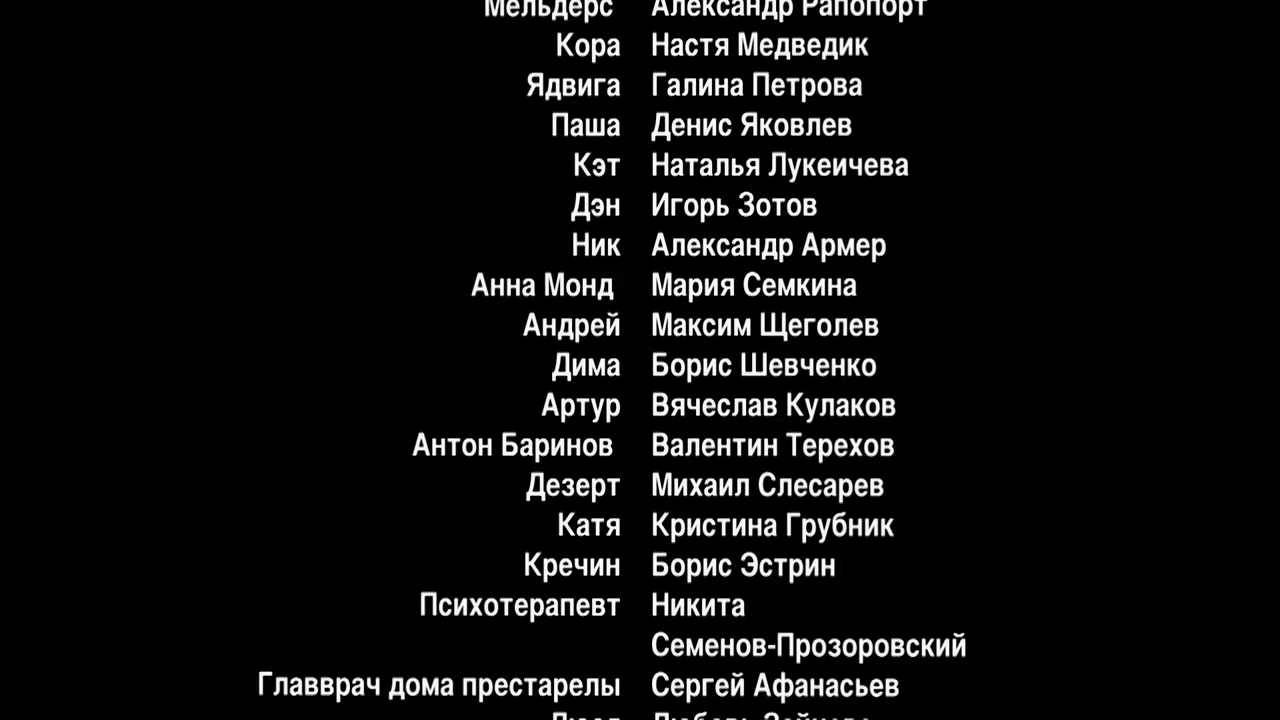 Мельдерс Александр Рапопорт
Кора Настя Медведик
Ядвига Галина Петрова
Паша Денис Яковлев
Кэт Наталья Лукеичева
Дэн Игорь Зотов
Ник Александр Армер
Анна Монд Мария Семкина
Андрей Максим Щеголев
Дима Борис Шевченко
Артур Вячеслав Кулаков
Антон Баринов Валентин Терехов
Дезерт Михаил Слесарев
Катя Кристина Грубник
Кречин Борис Эстрин
Психотерапевт Никита
Семенов-Прозоровский
Главврач дома престарелы Сергей Афанасьев